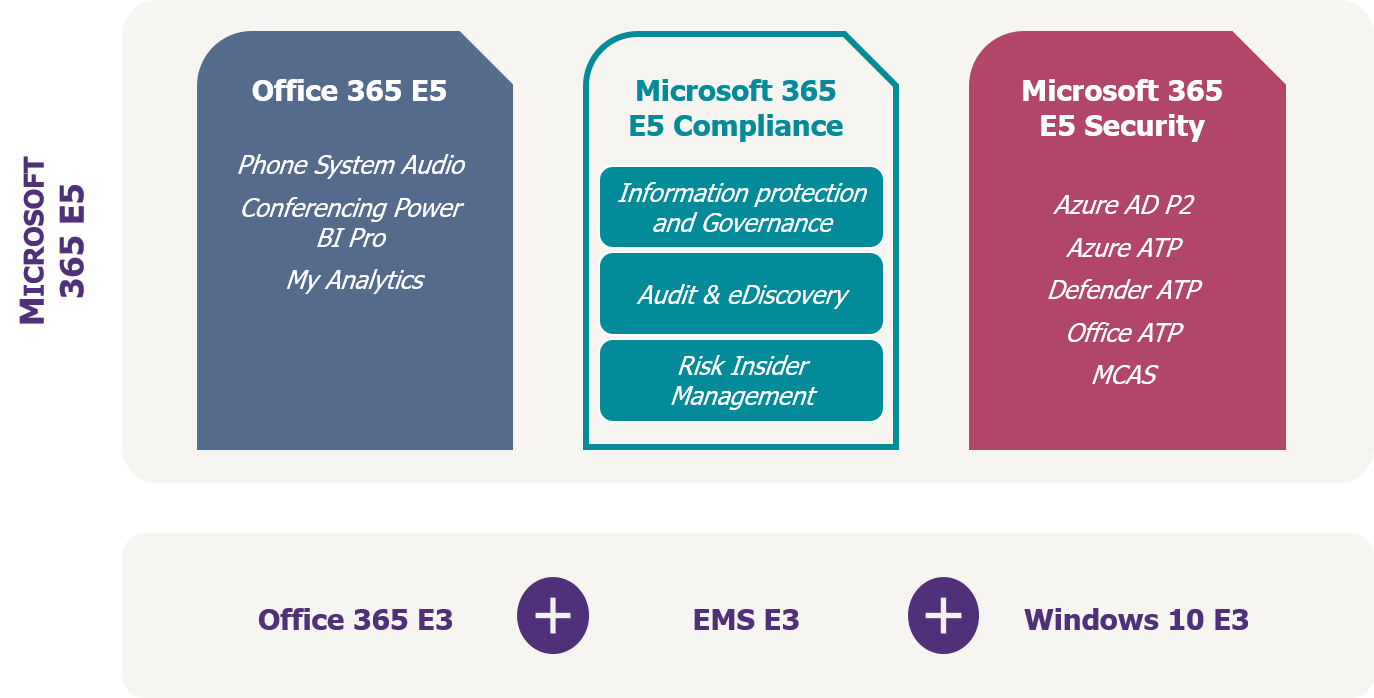 MICROSOFT
365 E5
Office 365 E5
Phone System Audio
Conferencing Power
BI Pro
My Analytics
Microsoft 365
E5 Compliance
Information protection
and Governance
Audit & eDiscovery
Risk Insider
Management
Microsoft 365
E5 Security
Azure AD P2
Azure ATP
Defender ATP
Office ATP
MCAS
Office 365 E3
+
EMS E3
+
Windows 10 E3